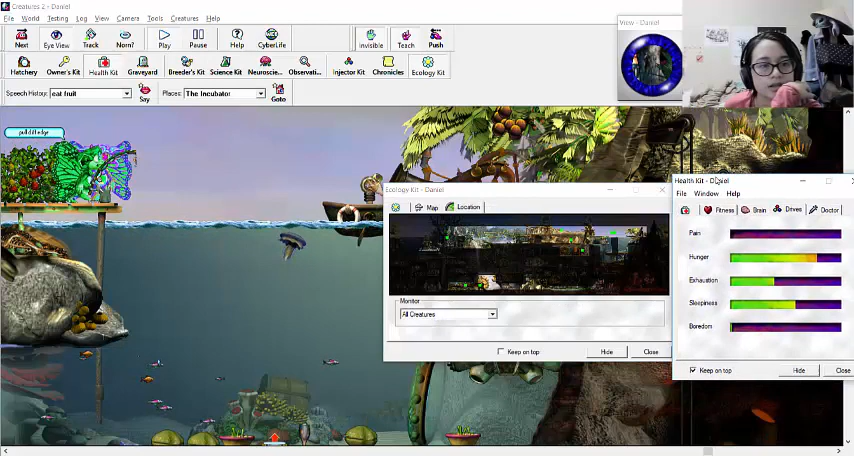 Creatures 2 - Daniel
File World Testing Log View Camera Tools Creatures Help
Next Eye View Track Norn? Play Pause Help CyberLife Invisible Teach Push
Hatchery Owner's Kit Health Kit Graveyard Breeder's Kit Science Kit Neuroscie... Observati... Injector Kit Chronicles Ecology Kit
Speech History: eat fruit Say Places: The Incubator Goto
View - Daniel
pull cliff edge
Ecology Kit - Daniel
Map Location
Monitor
All Creatures
Keep on top Hide Close
Health Kit - Daniel
File Window Help
Fitness Brain Drives Doctor
Pain
Hunger
Exhaustion
Sleepiness
Boredom
Keep on top Hide Close